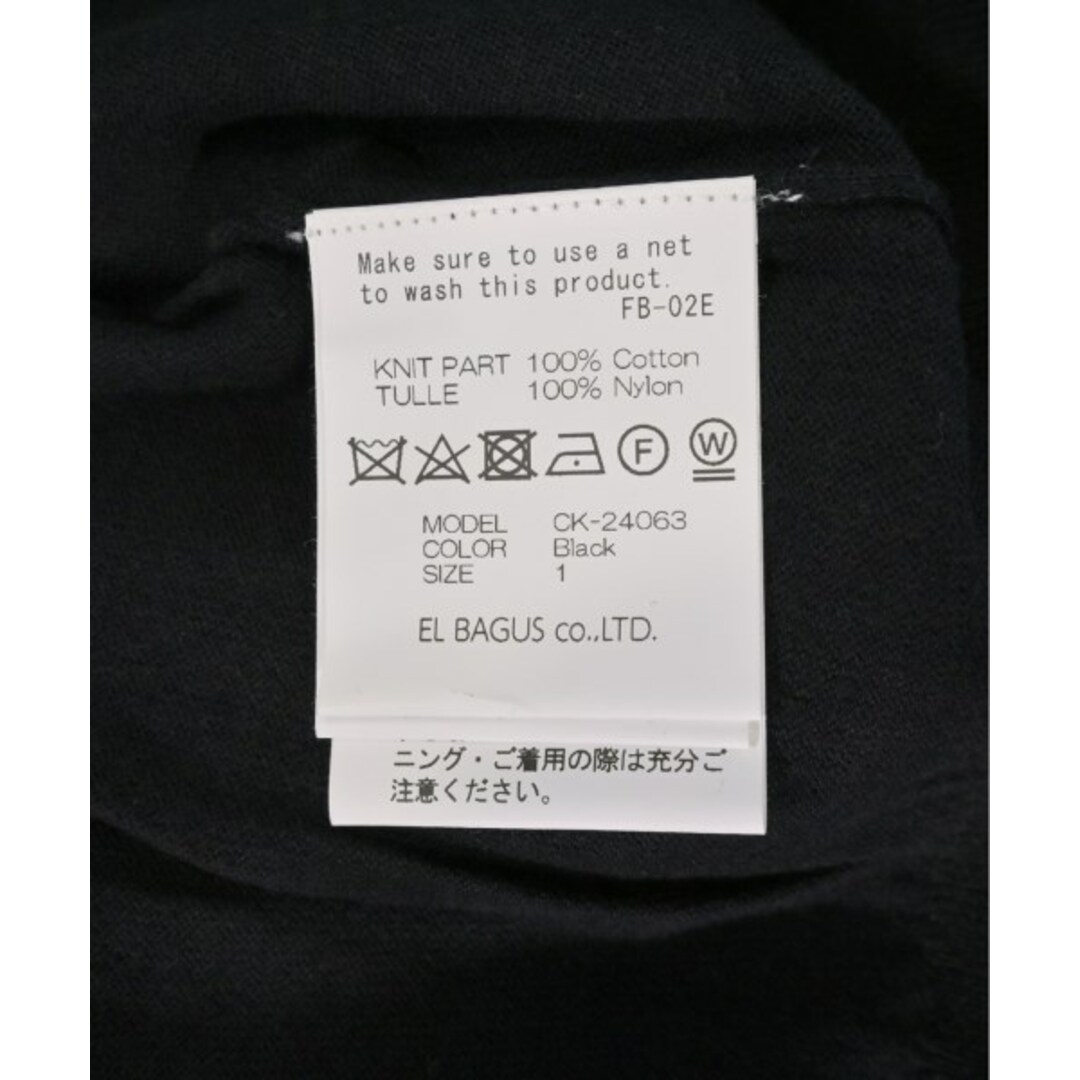 Make sure to use a net
to wash this product.
FB-02E
KNIT PART 100% Cotton
TULLE 100% Nylon
F W
MODEL CK-24063
COLOR Black
SIZE 1
EL BAGUS co.,LTD.
ニング・ご着用の際は充分ご
注意ください。